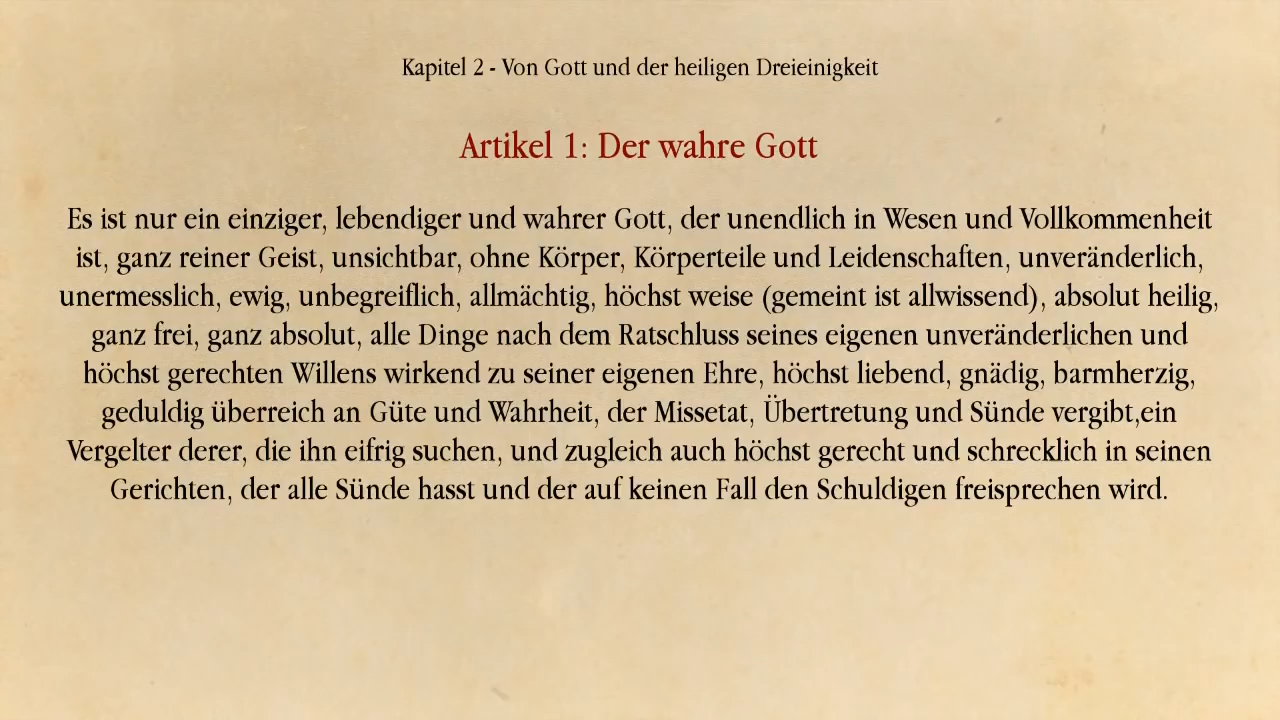 Kapitel 2 - Von Gott und der heiligen Dreieinigkeit
Artikel 1: Der wahre Gott
Es ist nur ein einziger, lebendiger und wahrer Gott, der unendlich in Wesen und Vollkommenheit
ist, ganz reiner Geist, unsichtbar, ohne Körper, Körperteile und Leidenschaften, unveränderlich,
unermesslich, ewig, unbegreiflich, allmächtig, höchst weise (gemeint ist allwissend), absolut heilig,
ganz frei, ganz absolut, alle Dinge nach dem Ratschluss seines eigenen unveränderlichen und
höchst gerechten Willens wirkend zu seiner eigenen Ehre, höchst liebend, gnädig, barmherzig,
geduldig überreich an Güte und Wahrheit, der Missetat, Übertretung und Sünde vergibt,ein
Vergelter derer, die ihn eifrig suchen, und zugleich auch höchst gerecht und schrecklich in seinen
Gerichten, der alle Sünde hasst und der auf keinen Fall den Schuldigen freisprechen wird.